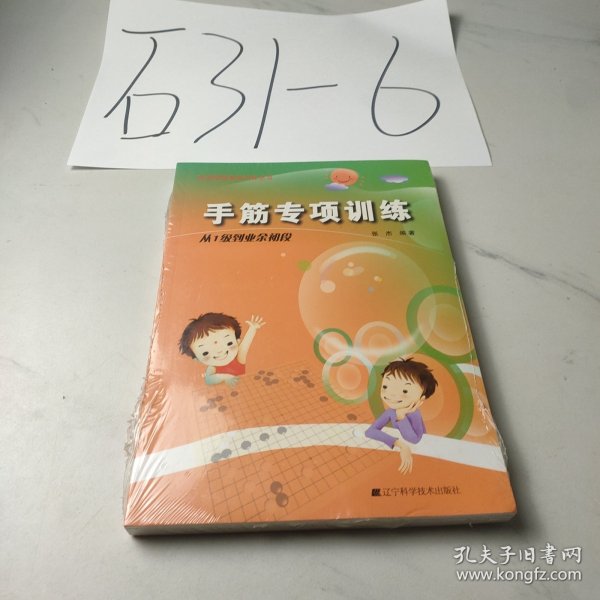 石31-6
手筋专项训练
从1级到业余初段
张杰 编著
辽宁科学技术出版社
孔夫子旧书网
www.kongfz.com